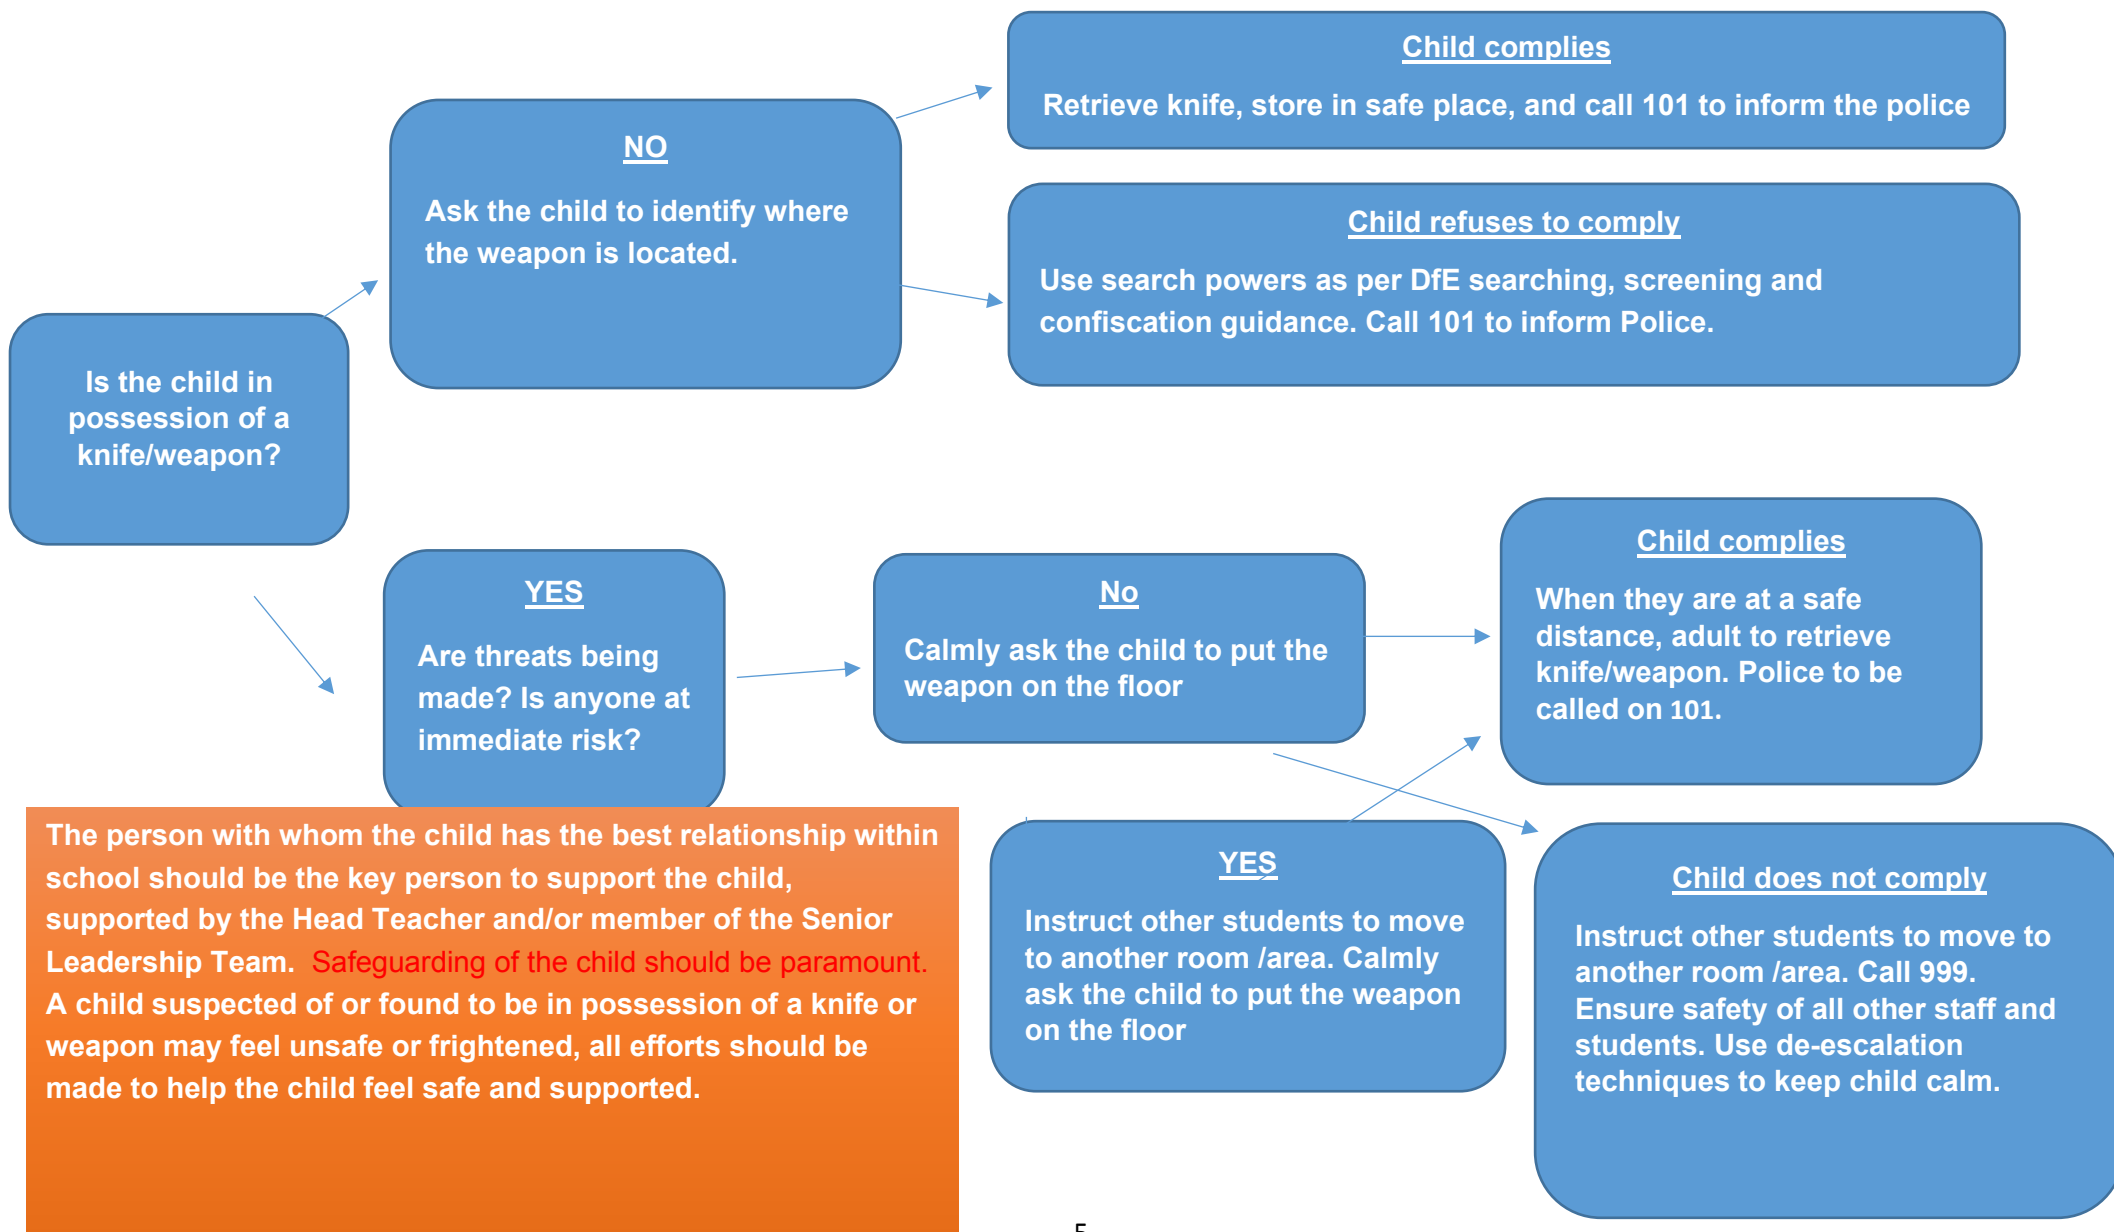 Child complies
Retrieve knife, store in safe place, and call 101 to inform the police
NO
Ask the child to identify where
the weapon is located.
Child refuses to comply
Use search powers as per DfE searching, screening and
confiscation guidance. Call 101 to inform Police.
Is the child in
possession of a
knife/weapon?
YES
Are threats being
made? Is anyone at
immediate risk?
No
Calmly ask the child to put the
weapon on the floor
Child complies
When they are at a safe
distance, adult to retrieve
knife/weapon. Police to be
called on 101.
YES
Instruct other students to move
to another room /area. Calmly
ask the child to put the weapon
on the floor
Child does not comply
Instruct other students to move to
another room /area. Call 999.
Ensure safety of all other staff and
students. Use de-escalation
techniques to keep child calm.
The person with whom the child has the best relationship within
school should be the key person to support the child,
supported by the Head Teacher and/or member of the Senior
Leadership Team. Safeguarding of the child should be paramount.
A child suspected of or found to be in possession of a knife or
weapon may feel unsafe or frightened, all efforts should be
made to help the child feel safe and supported.